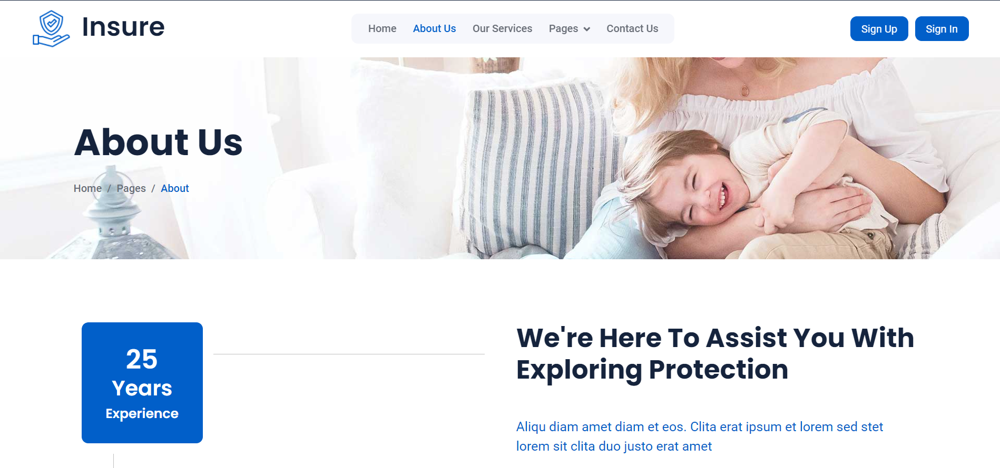 Insure
Home About Us Our Services Pages Contact Us
Sign Up Sign In
About Us
Home / Pages / About
25
Years
Experience
We're Here To Assist You With
Exploring Protection
Aliqu diam amet diam et eos. Clita erat ipsum et lorem sed stet
lorem sit clita duo justo erat amet